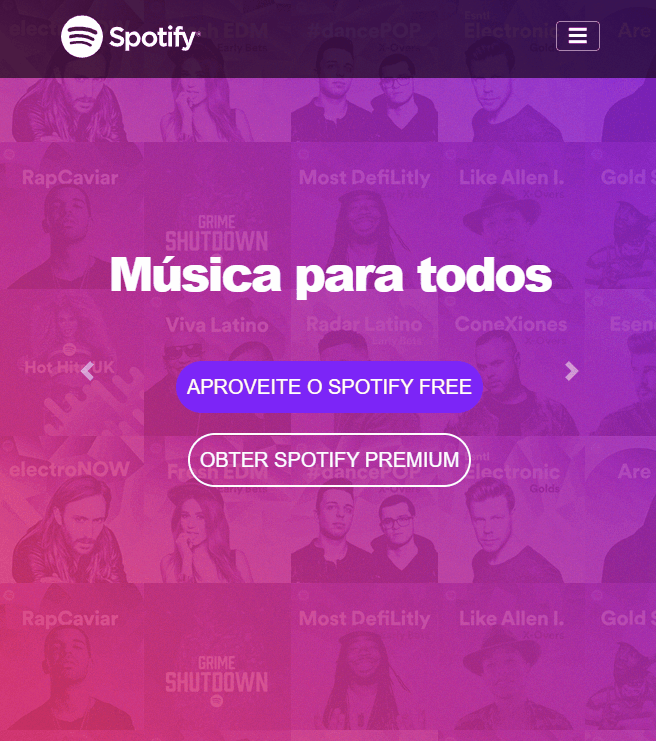 Spotify
Fresh EDM
#dancePOP
Electronic
Are
RapCaviar
GRIME
SHUTDOWN
Most DefiLitly
Like Allen I.
Gold S
Música para todos
Viva Latino
Radar Latino
Early Beta
ConeXiones
Esen
Hot Hits UK
APROVEITE O SPOTIFY FREE
OBTER SPOTIFY PREMIUM
electroNOW
Fresh EDM
#dancePOP
Electronic
Golds
Are
RapCaviar
GRIME
SHUTDOWN
Most DefiLitly
Like Allen I.
Gold S